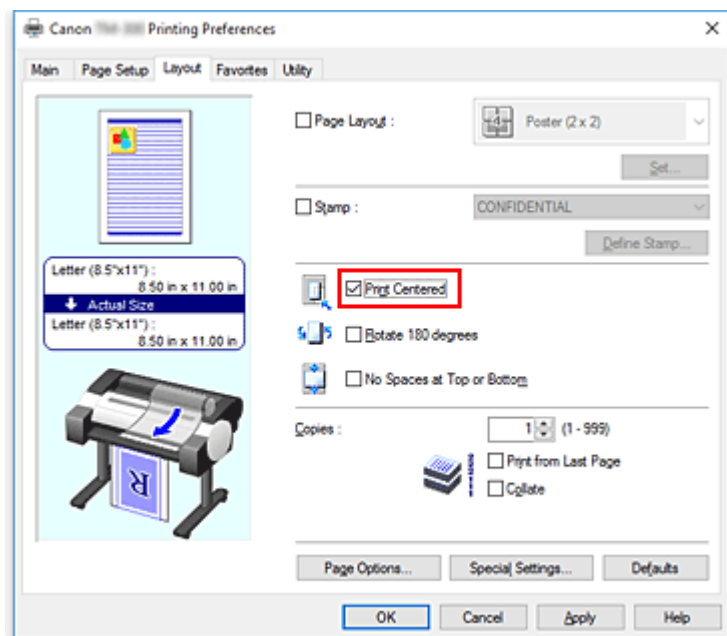 Canon Printing Preferences
Main Page Setup Layout Favorites Utility
Page Layout :
Poster (2 x 2)
Set...
Stamp :
CONFIDENTIAL
Define Stamp...
Letter (8.5"x11") :
8.50 in x 11.00 in
Actual Size
Letter (8.5"x11") :
8.50 in x 11.00 in
Print Centered
Rotate 180 degrees
No Spaces at Top or Bottom
Copies :
1 (1 - 999)
Print from Last Page
Collate
R
Page Options... Special Settings... Defaults
OK Cancel Apply Help